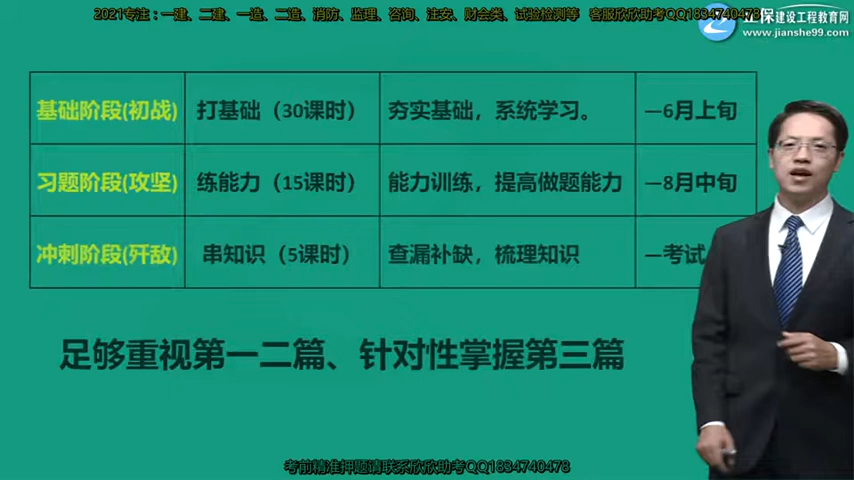 2021专注:一建、二建、一造、二造、消防、监理、咨询、注安、财会类、试验检测等 客服欣欣助考QQ1834740478
正保建设工程教育网
www.jianshe99.com
基础阶段(初战) 打基础（30课时） 夯实基础，系统学习。 —6月上旬
习题阶段(攻坚) 练能力（15课时） 能力训练，提高做题能力 —8月中旬
冲刺阶段(歼敌) 串知识（5课时） 查漏补缺，梳理知识 —考试
足够重视第一二篇、针对性掌握第三篇
考前精准押题请联系欣欣助考QQ1834740478